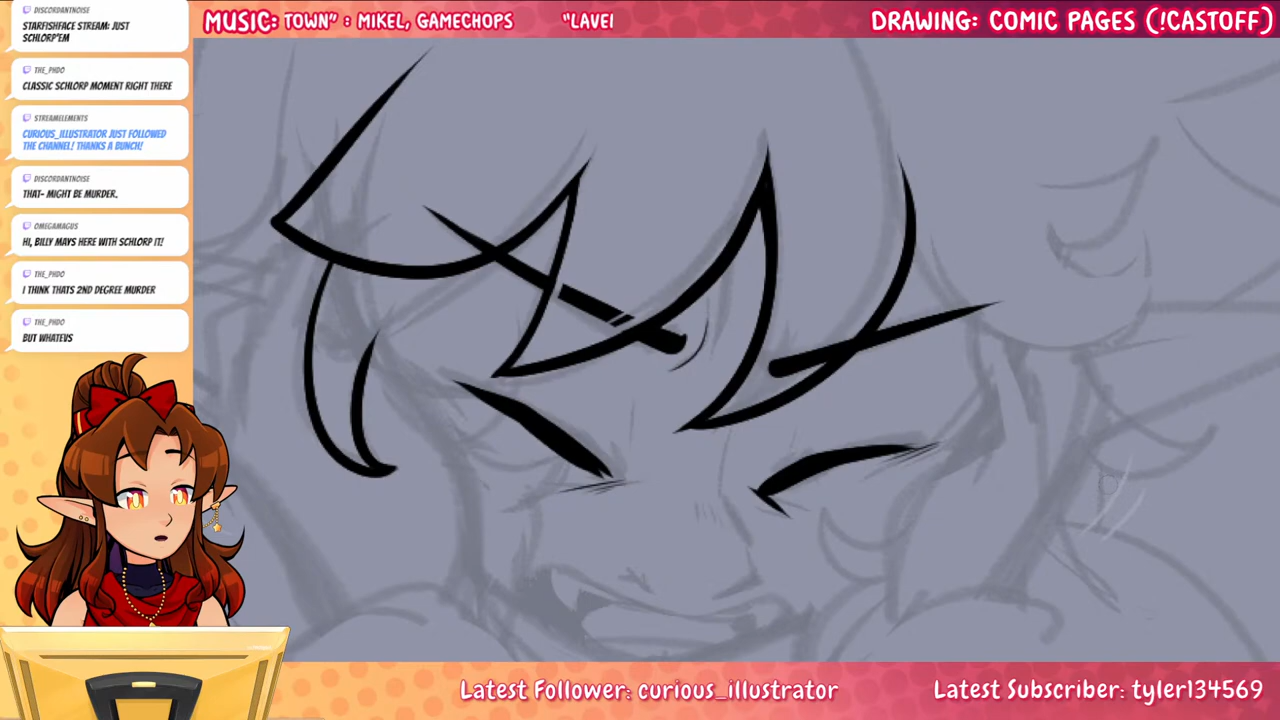 DISCORDANTNOISE
STARFISHFACE STREAM: JUST
SCHLORP'EM
THE_PHDO
CLASSIC SCHLORP MOMENT RIGHT THERE
STREAMELEMENTS
CURIOUS_ILLUSTRATOR JUST FOLLOWED
THE CHANNEL! THANKS A BUNCH!
DISCORDANTNOISE
THAT- MIGHT BE MURDER.
OMEGAMAGUS
HI, BILLY MAYS HERE WITH SCHLORP IT!
THE_PHDO
I THINK THATS 2ND DEGREE MURDER
THE_PHDO
BUT WHATEVS
MUSIC: TOWN" : MIKEL, GAMECHOPS "LAVE
DRAWING: COMIC PAGES (!CASTOFF)
Latest Follower: curious_illustrator
Latest Subscriber: tyler134569